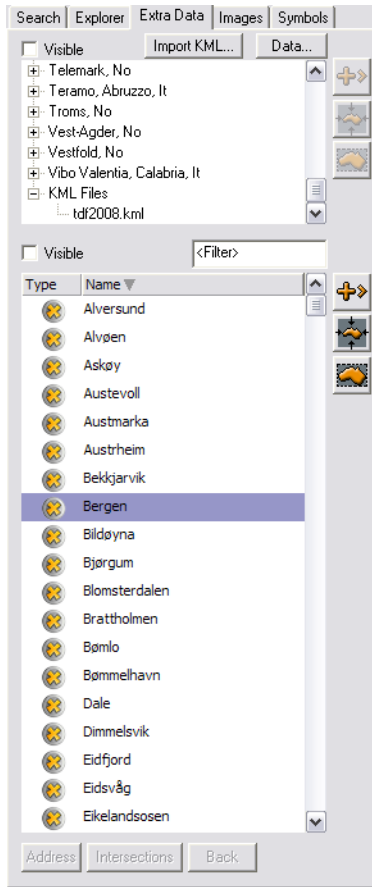 Search Explorer Extra Data Images Symbols
Visible Import KML... Data...
Telemark, No
Teramo, Abruzzo, It
Troms, No
Vest-Agder, No
Vestfold, No
Vibo Valentia, Calabria, It
KML Files
tdf2008.kml
Visible <Filter>
Type Name
Alversund
Alvøen
Askøy
Austevoll
Austmarka
Austrheim
Bekkjarvik
Bergen
Bildøyna
Bjørgum
Blomsterdalen
Brattholmen
Bømlo
Bømmelhavn
Dale
Dimmelsvik
Eidfjord
Eidsvåg
Eikelandsosen
Address Intersections Back